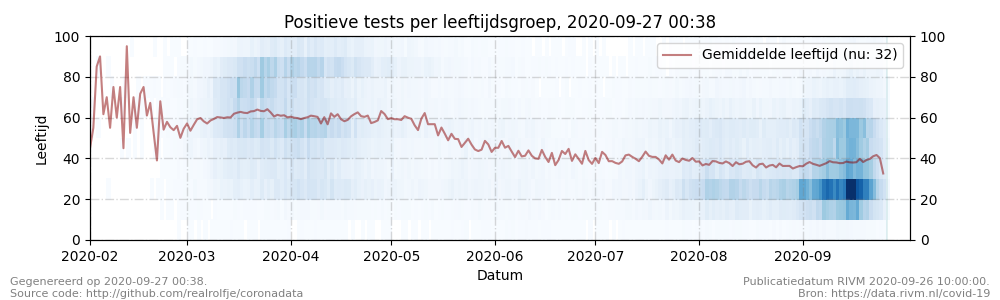 Positieve tests per leeftijdsgroep, 2020-09-27 00:38
Gemiddelde leeftijd (nu: 32)
Leeftijd
100
80
60
40
20
0
100
80
60
40
20
0
2020-02 2020-03 2020-04 2020-05 2020-06 2020-07 2020-08 2020-09
Datum
Gegenereerd op 2020-09-27 00:38.
Source code: http://github.com/realrolfje/coronadata
Publicatiedatum RIVM 2020-09-26 10:00:00.
Bron: https://data.rivm.nl/covid-19